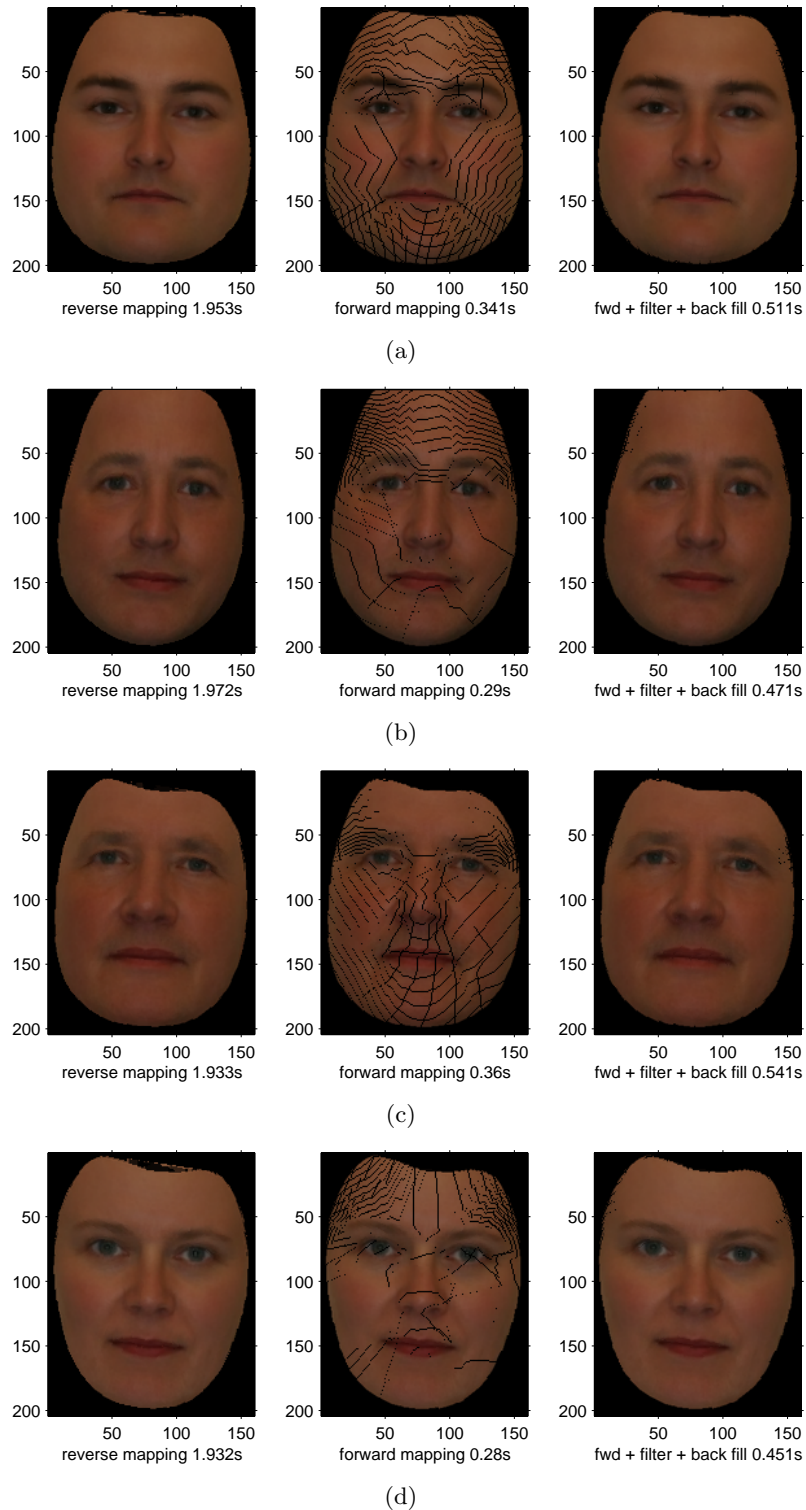 50
100
150
200
50 100 150
reverse mapping 1.953s
50
100
150
200
50 100 150
forward mapping 0.341s
50
100
150
200
50 100 150
fwd + filter + back fill 0.511s
(a)
50
100
150
200
50 100 150
reverse mapping 1.972s
50
100
150
200
50 100 150
forward mapping 0.29s
50
100
150
200
50 100 150
fwd + filter + back fill 0.471s
(b)
50
100
150
200
50 100 150
reverse mapping 1.933s
50
100
150
200
50 100 150
forward mapping 0.36s
50
100
150
200
50 100 150
fwd + filter + back fill 0.541s
(c)
50
100
150
200
50 100 150
reverse mapping 1.932s
50
100
150
200
50 100 150
forward mapping 0.28s
50
100
150
200
50 100 150
fwd + filter + back fill 0.451s
(d)